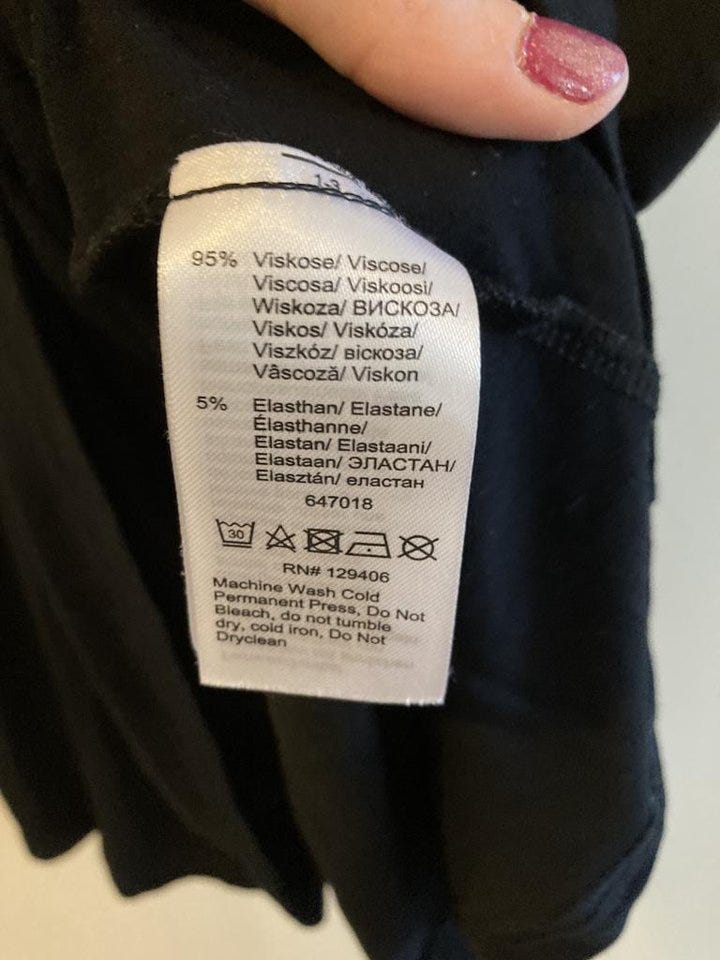 13
95% Viskose/ Viscose/
Viscosa/ Viskoosi/
Wiskoza/ ВИСКОЗА/
Viskos/ Viskóza/
Viszkóz/ віскоза/
Vâscoză/ Viskon
5% Elasthan/ Elastane/
Élasthanne/
Elastan/ Elastaani/
Elastaan/ ЭЛАСТАН/
Elasztán/ еластан
647018
30
RN# 129406
Machine Wash Cold
Permanent Press, Do Not
Bleach, do not tumble
dry, cold iron, Do Not
Dryclean